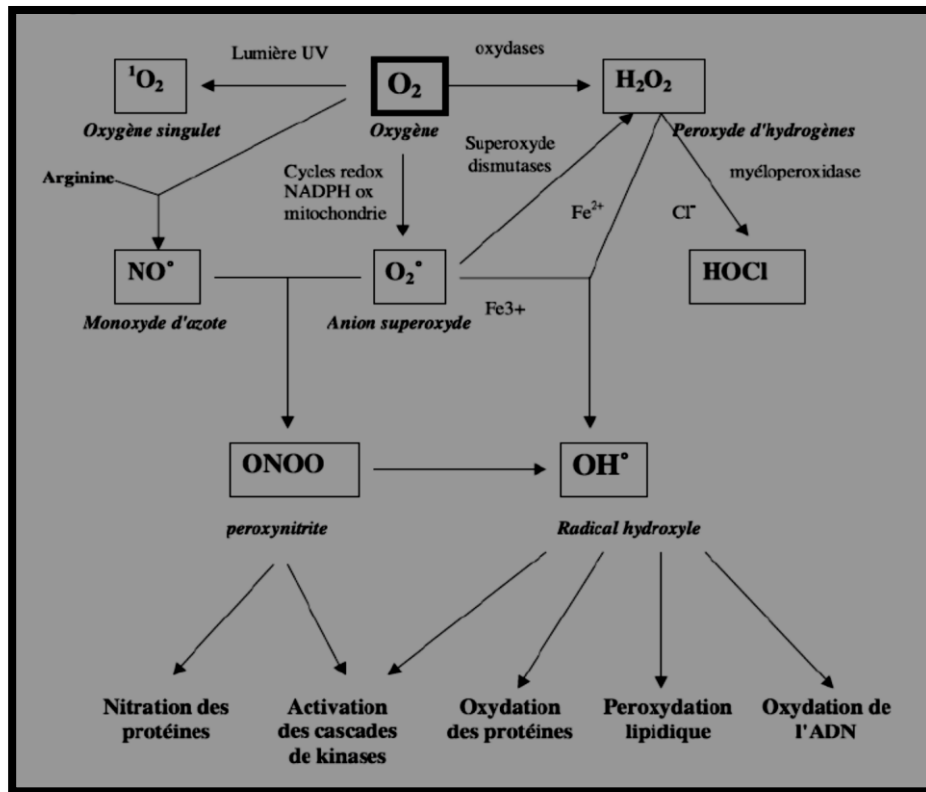 Lumière UV
oxydases
¹O₂
O₂
H₂O₂
Oxygène singulet
Oxygène
Peroxyde d'hydrogènes
Superoxyde
dismutases
Arginine
Cycles redox
NADPH ox
mitochondrie
myéloperoxidase
Fe²⁺
Cl⁻
NO°
O₂°
HOCl
Monoxyde d'azote
Anion superoxyde
Fe3+
ONOO
OH°
peroxynitrite
Radical hydroxyle
Nitration des
protéines
Activation
des cascades
de kinases
Oxydation
des protéines
Peroxydation
lipidique
Oxydation de
l'ADN